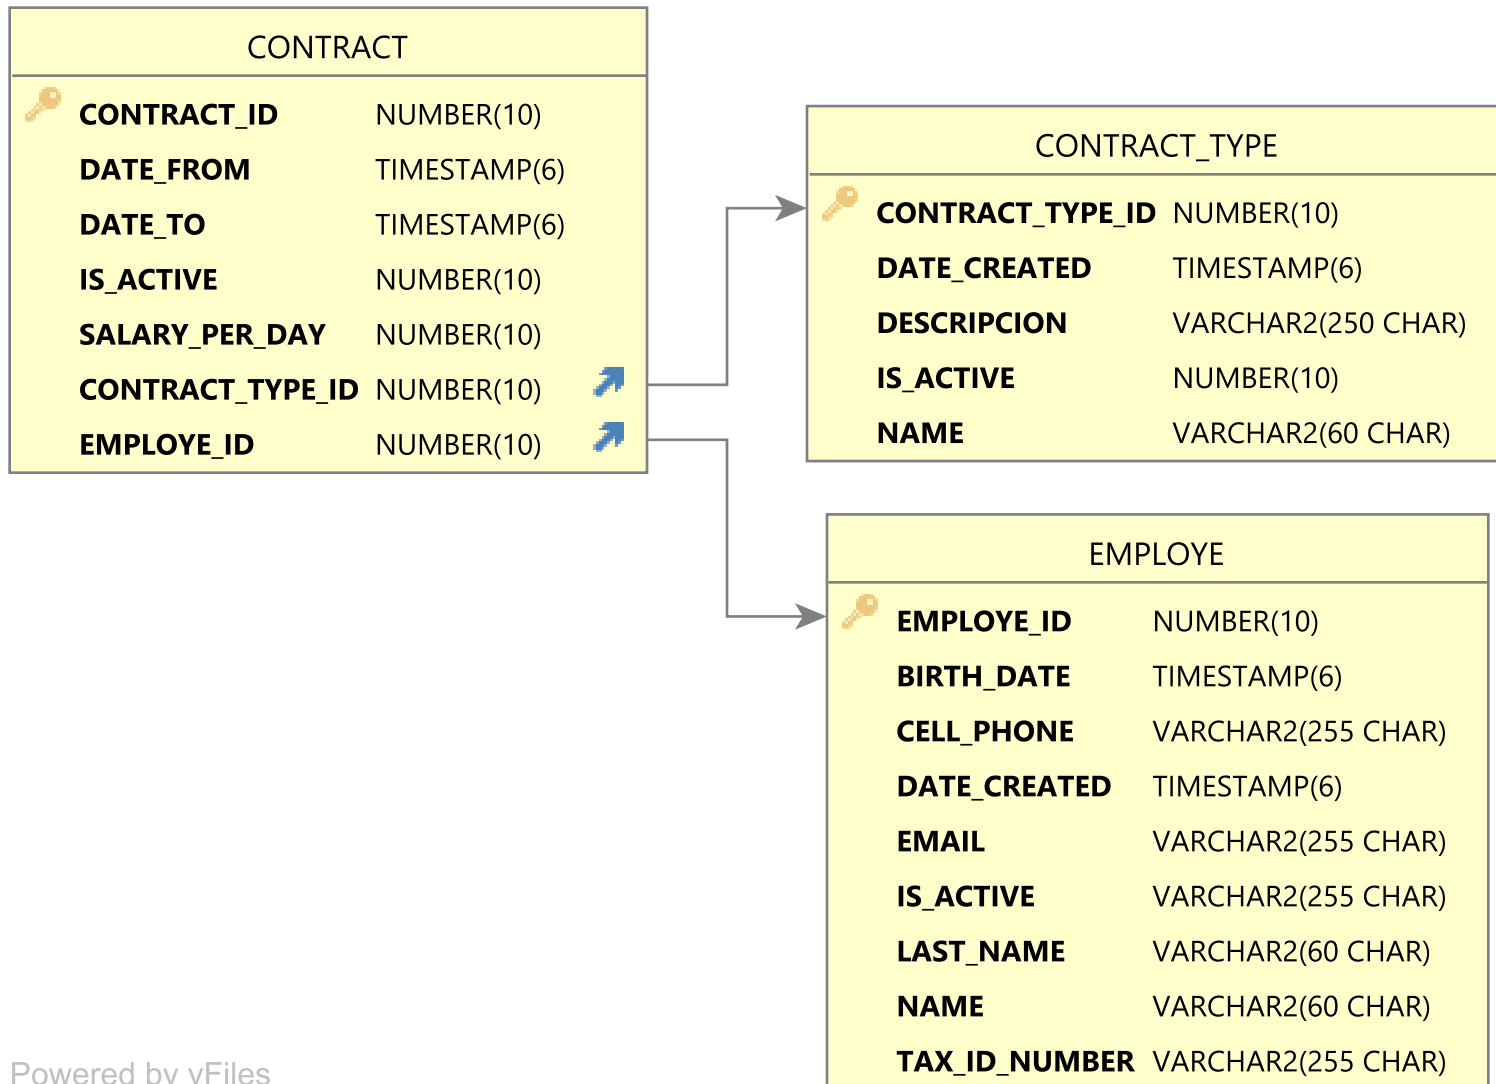 CONTRACT
CONTRACT_ID NUMBER(10)
DATE_FROM TIMESTAMP(6)
DATE_TO TIMESTAMP(6)
IS_ACTIVE NUMBER(10)
SALARY_PER_DAY NUMBER(10)
CONTRACT_TYPE_ID NUMBER(10)
EMPLOYE_ID NUMBER(10)
CONTRACT_TYPE
CONTRACT_TYPE_ID NUMBER(10)
DATE_CREATED TIMESTAMP(6)
DESCRIPCION VARCHAR2(250 CHAR)
IS_ACTIVE NUMBER(10)
NAME VARCHAR2(60 CHAR)
EMPLOYE
EMPLOYE_ID NUMBER(10)
BIRTH_DATE TIMESTAMP(6)
CELL_PHONE VARCHAR2(255 CHAR)
DATE_CREATED TIMESTAMP(6)
EMAIL VARCHAR2(255 CHAR)
IS_ACTIVE VARCHAR2(255 CHAR)
LAST_NAME VARCHAR2(60 CHAR)
NAME VARCHAR2(60 CHAR)
TAX_ID_NUMBER VARCHAR2(255 CHAR)
Powered by yFiles